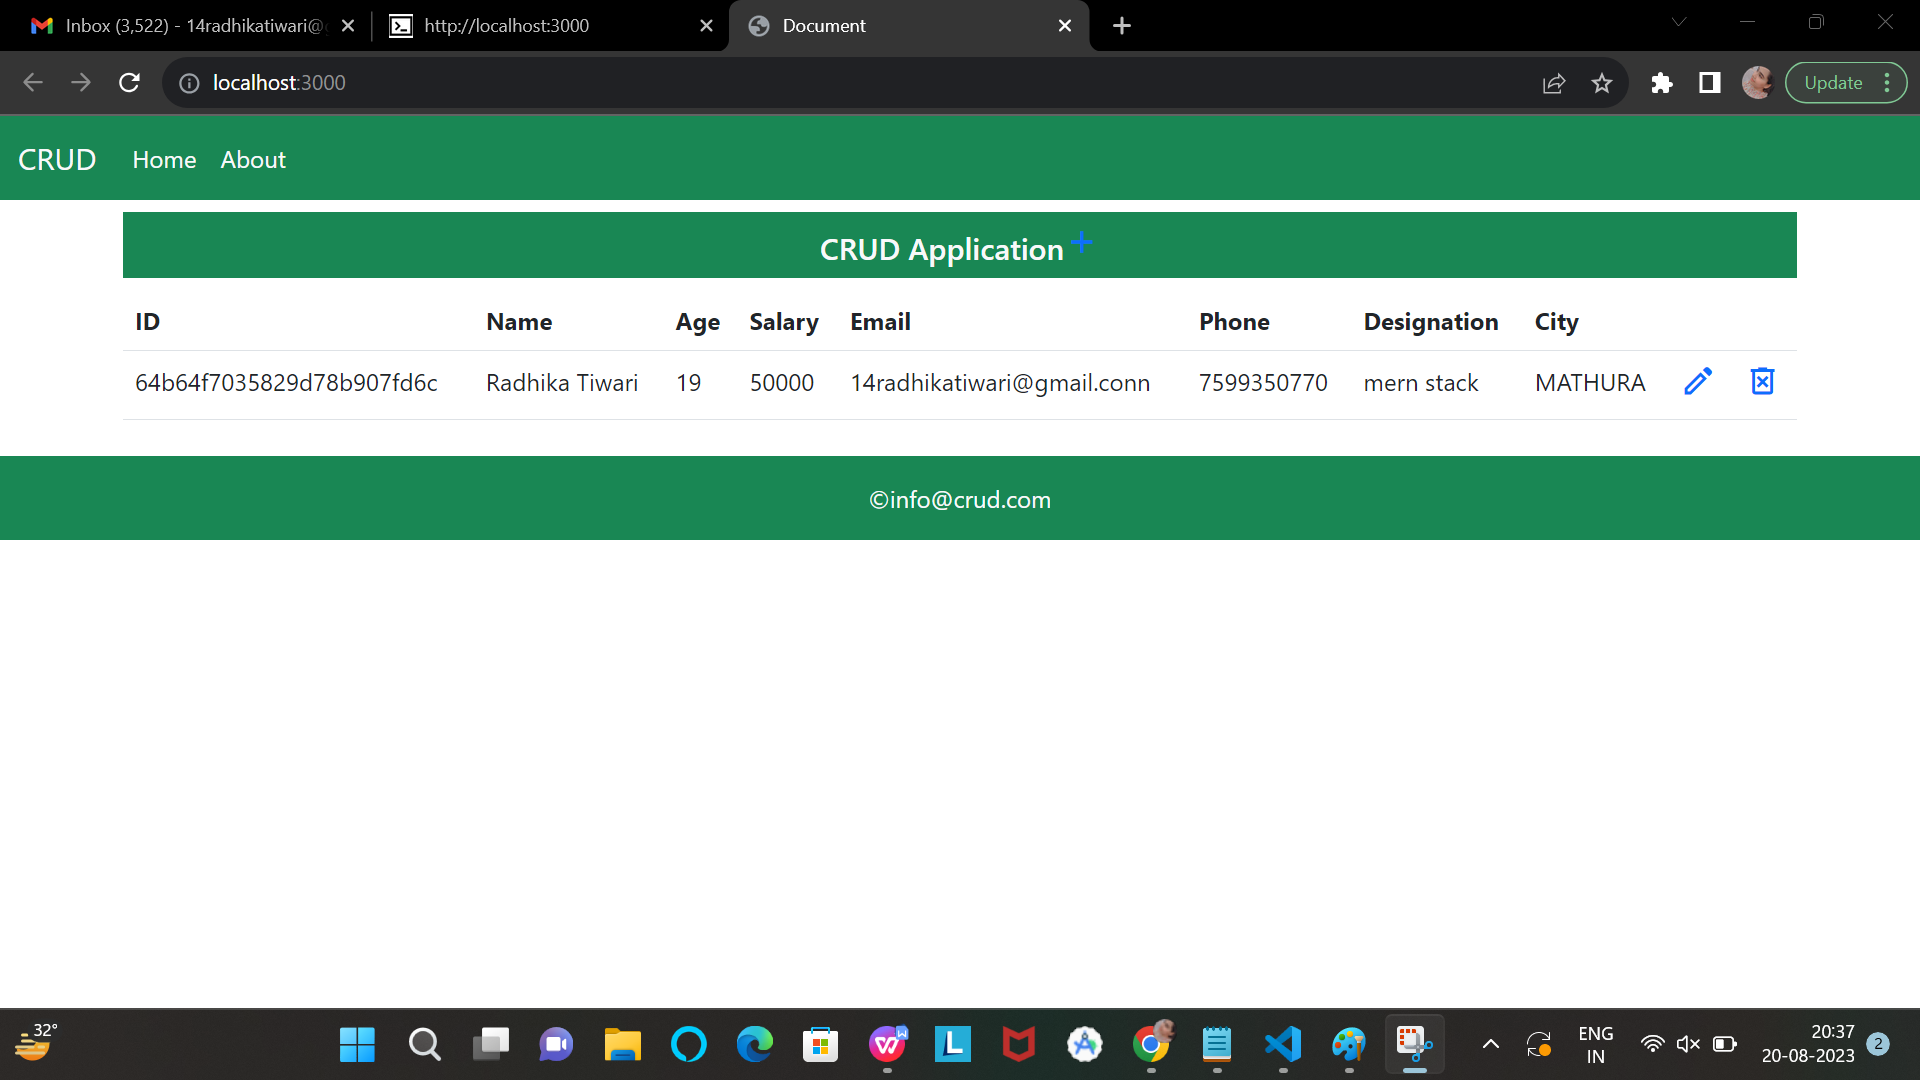 Inbox (3,522) - 14radhikatiwari@
http://localhost:3000
Document
localhost:3000
Update
CRUD Home About
CRUD Application +
ID Name Age Salary Email Phone Designation City
64b64f7035829d78b907fd6c Radhika Tiwari 19 50000 14radhikatiwari@gmail.conn 7599350770 mern stack MATHURA
©info@crud.com
32°
W
L
ENG
IN
20:37
20-08-2023
2